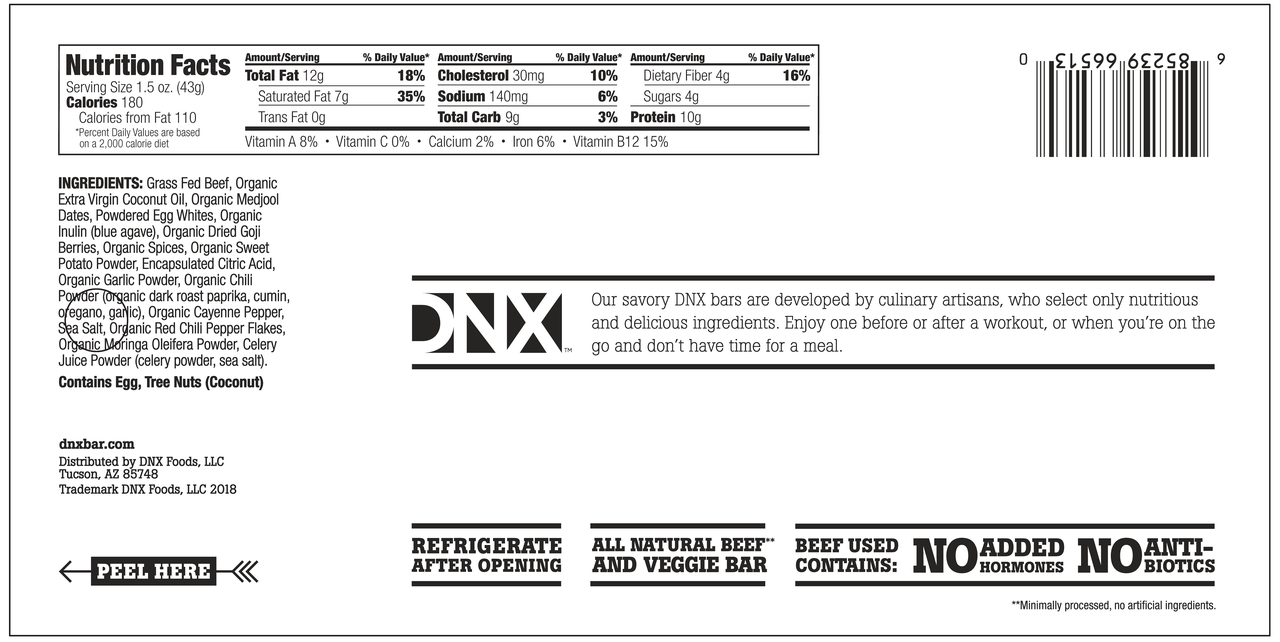 Nutrition Facts
Serving Size 1.5 oz. (43g)
Calories 180
Calories from Fat 110
*Percent Daily Values are based
on a 2,000 calorie diet
Amount/Serving % Daily Value* Amount/Serving % Daily Value* Amount/Serving % Daily Value*
Total Fat 12g 18% Cholesterol 30mg 10% Dietary Fiber 4g 16%
Saturated Fat 7g 35% Sodium 140mg 6% Sugars 4g
Trans Fat 0g Total Carb 9g 3% Protein 10g
Vitamin A 8% • Vitamin C 0% • Calcium 2% • Iron 6% • Vitamin B12 15%
9 85239 66513 0
INGREDIENTS: Grass Fed Beef, Organic
Extra Virgin Coconut Oil, Organic Medjool
Dates, Powdered Egg Whites, Organic
Inulin (blue agave), Organic Dried Goji
Berries, Organic Spices, Organic Sweet
Potato Powder, Encapsulated Citric Acid,
Organic Garlic Powder, Organic Chili
Powder (organic dark roast paprika, cumin,
oregano, garlic), Organic Cayenne Pepper,
Sea Salt, Organic Red Chili Pepper Flakes,
Organic Moringa Oleifera Powder, Celery
Juice Powder (celery powder, sea salt).
Contains Egg, Tree Nuts (Coconut)
DNX™
Our savory DNX bars are developed by culinary artisans, who select only nutritious
and delicious ingredients. Enjoy one before or after a workout, or when you're on the
go and don't have time for a meal.
dnxbar.com
Distributed by DNX Foods, LLC
Tucson, AZ 85748
Trademark DNX Foods, LLC 2018
PEEL HERE
REFRIGERATE
AFTER OPENING
ALL NATURAL BEEF**
AND VEGGIE BAR
BEEF USED
CONTAINS:
NO ADDED
HORMONES
NO ANTI-
BIOTICS
**Minimally processed, no artificial ingredients.